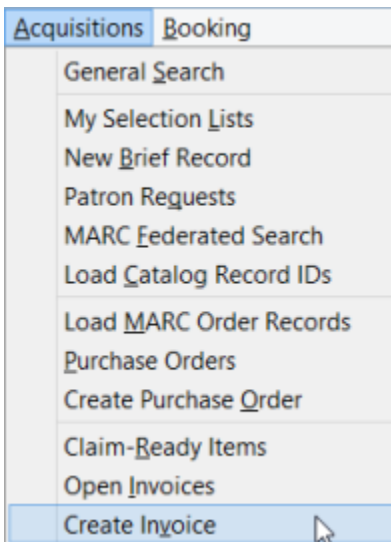 Acquisitions Booking
General Search
My Selection Lists
New Brief Record
Patron Requests
MARC Federated Search
Load Catalog Record IDs
Load MARC Order Records
Purchase Orders
Create Purchase Order
Claim-Ready Items
Open Invoices
Create Invoice